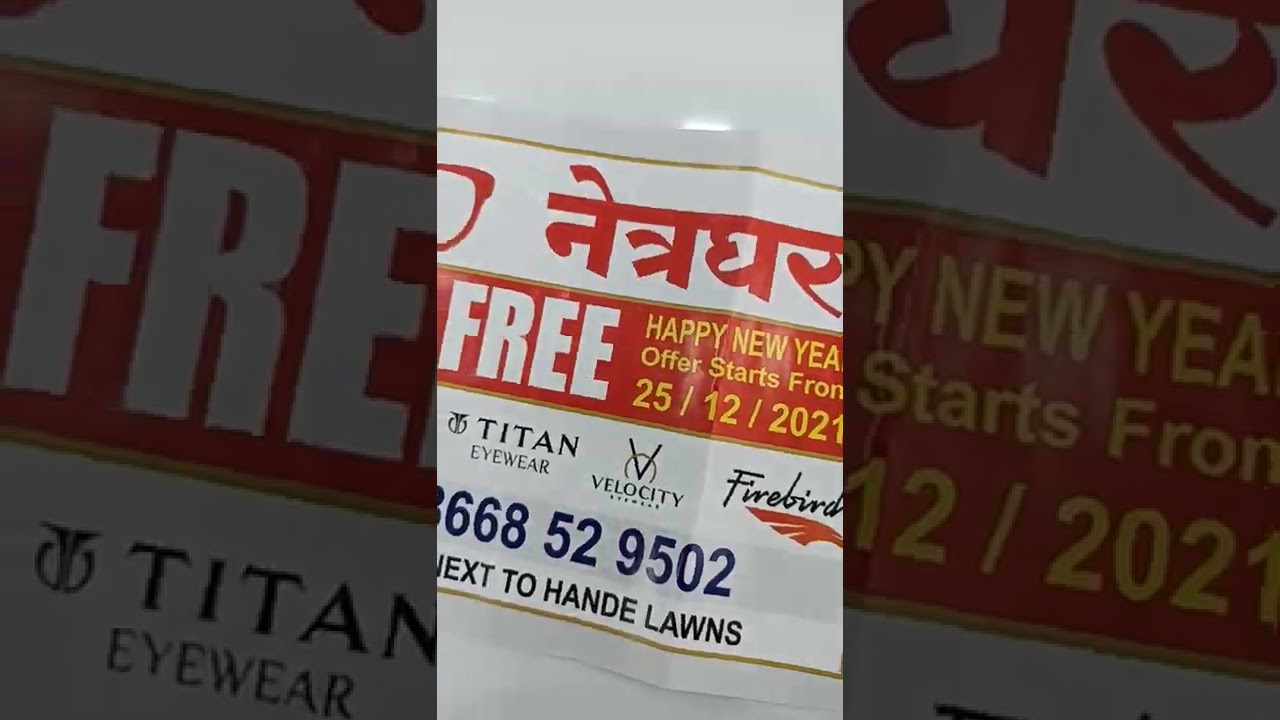 नेत्रघर
FREE
HAPPY NEW YEA
Offer Starts From
25 / 12 / 2021
TITAN
EYEWEAR
VELOCITY
EYEWEAR
Firebird
8668 52 9502
NEXT TO HANDE LAWNS